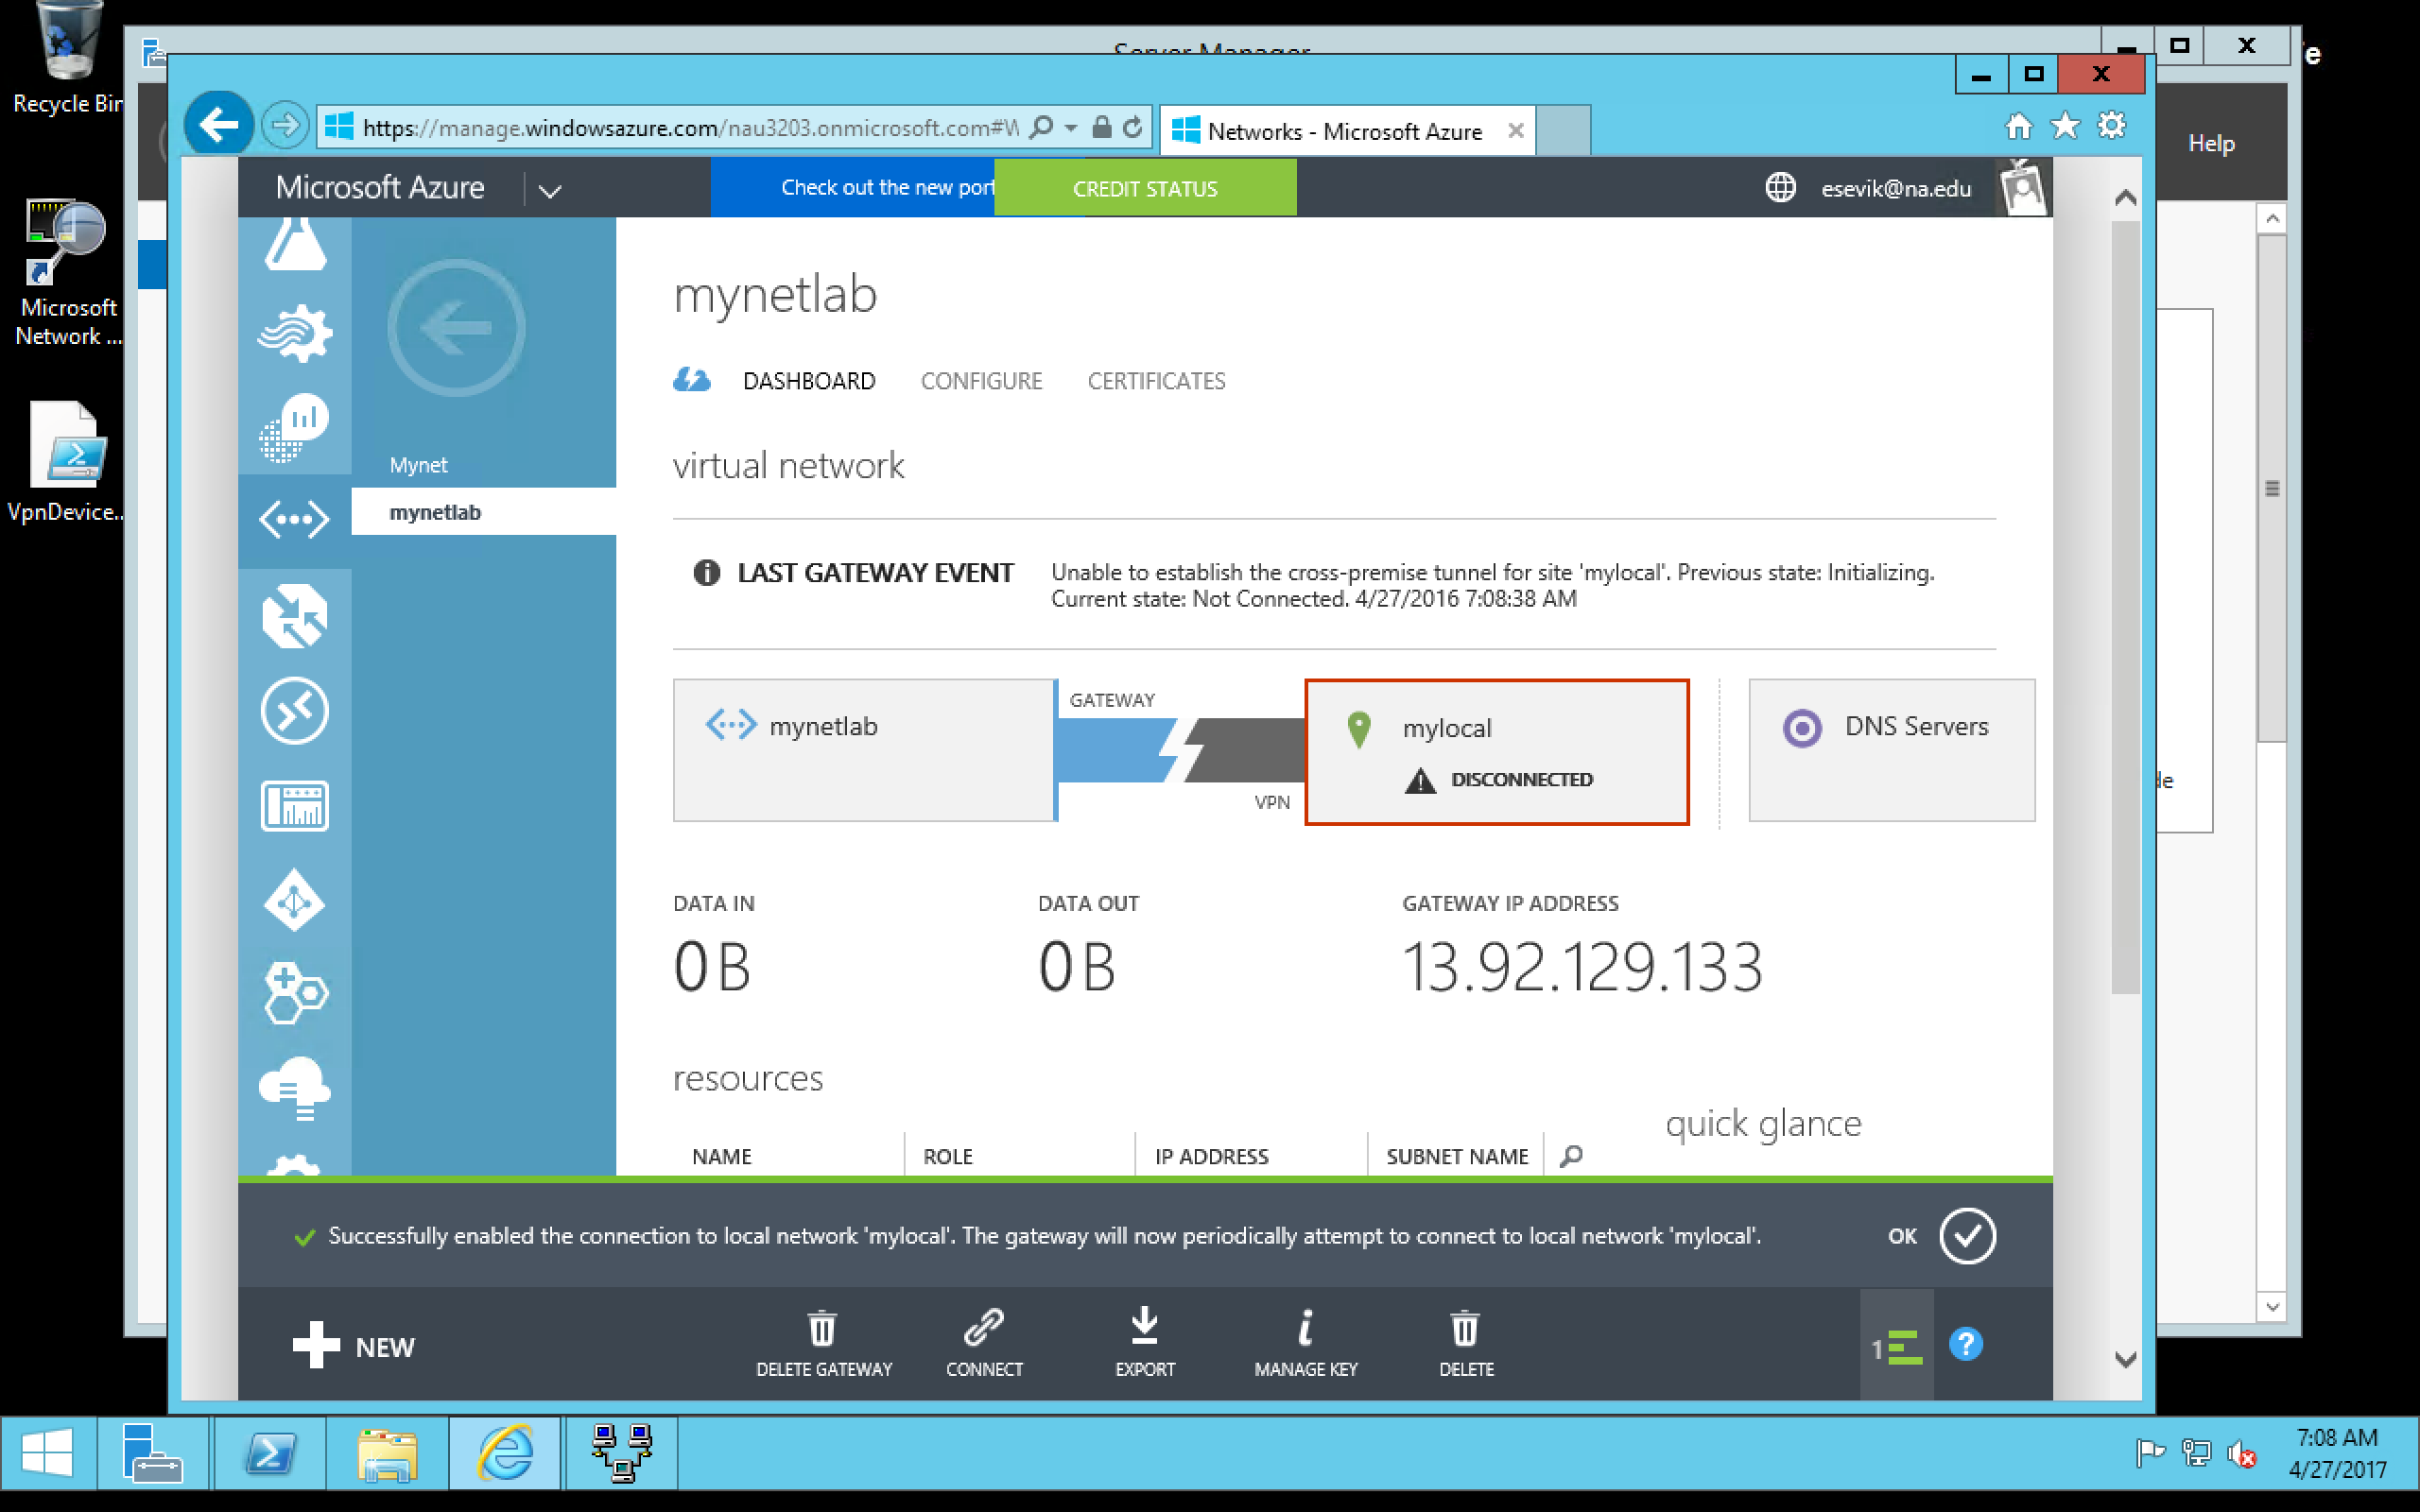 Recycle Bin
Server Manager
Help
https://manage.windowsazure.com/nau3203.onmicrosoft.com#W
Networks - Microsoft Azure
Microsoft Azure
Check out the new port
CREDIT STATUS
esevik@na.edu
Microsoft
Network ...
VpnDevice...
Mynet
mynetlab
mynetlab
DASHBOARD CONFIGURE CERTIFICATES
virtual network
LAST GATEWAY EVENT
Unable to establish the cross-premise tunnel for site 'mylocal'. Previous state: Initializing.
Current state: Not Connected. 4/27/2016 7:08:38 AM
mynetlab
GATEWAY
VPN
mylocal
DISCONNECTED
DNS Servers
DATA IN
0 B
DATA OUT
0 B
GATEWAY IP ADDRESS
13.92.129.133
resources
quick glance
NAME ROLE IP ADDRESS SUBNET NAME
Successfully enabled the connection to local network 'mylocal'. The gateway will now periodically attempt to connect to local network 'mylocal'.
OK
NEW
DELETE GATEWAY
CONNECT
EXPORT
MANAGE KEY
DELETE
1
7:08 AM
4/27/2017